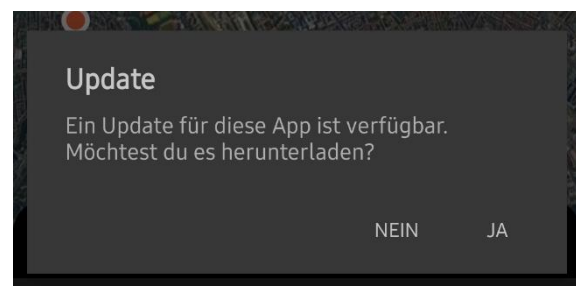 Update
Ein Update für diese App ist verfügbar.
Möchtest du es herunterladen?
NEIN JA